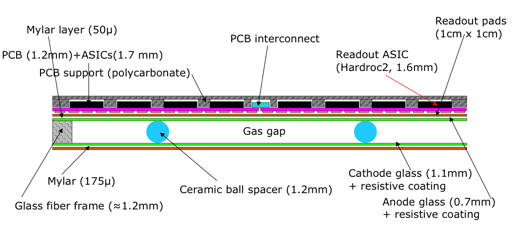 Mylar layer (50µ)
Readout pads
(1cm x 1cm)
PCB interconnect
PCB (1.2mm)+ASICs(1.7 mm)
Readout ASIC
(Hardroc2, 1.6mm)
PCB support (polycarbonate)
Gas gap
Mylar (175µ)
Ceramic ball spacer (1.2mm)
Cathode glass (1.1mm)
+ resistive coating
Glass fiber frame (≈1.2mm)
Anode glass (0.7mm)
+ resistive coating